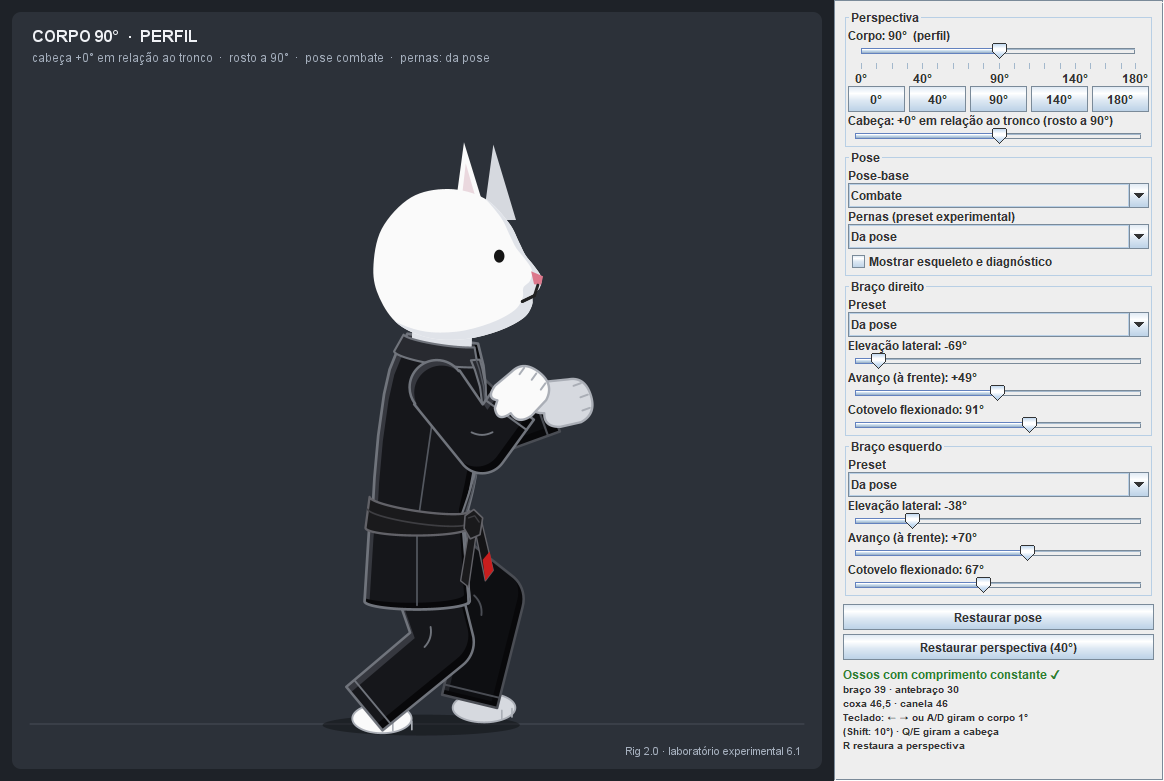 CORPO 90° · PERFIL
cabeça +0° em relação ao tronco · rosto a 90° · pose combate · pernas: da pose
Rig 2.0 · laboratório experimental 6.1
Perspectiva
Corpo: 90° (perfil)
0° 40° 90° 140° 180°
0° 40° 90° 140° 180°
Cabeça: +0° em relação ao tronco (rosto a 90°)
Pose
Pose-base
Combate
Pernas (preset experimental)
Da pose
Mostrar esqueleto e diagnóstico
Braço direito
Preset
Da pose
Elevação lateral: -69°
Avanço (à frente): +49°
Cotovelo flexionado: 91°
Braço esquerdo
Preset
Da pose
Elevação lateral: -38°
Avanço (à frente): +70°
Cotovelo flexionado: 67°
Restaurar pose
Restaurar perspectiva (40°)
Ossos com comprimento constante ✓
braço 39 · antebraço 30
coxa 46,5 · canela 46
Teclado: ← → ou A/D giram o corpo 1°
(Shift: 10°) · Q/E giram a cabeça
R restaura a perspectiva